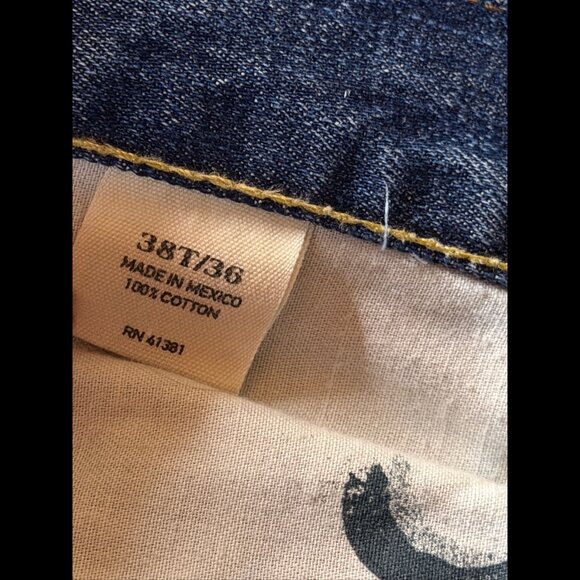 38T/36
MADE IN MEXICO
100% COTTON
RN 41381